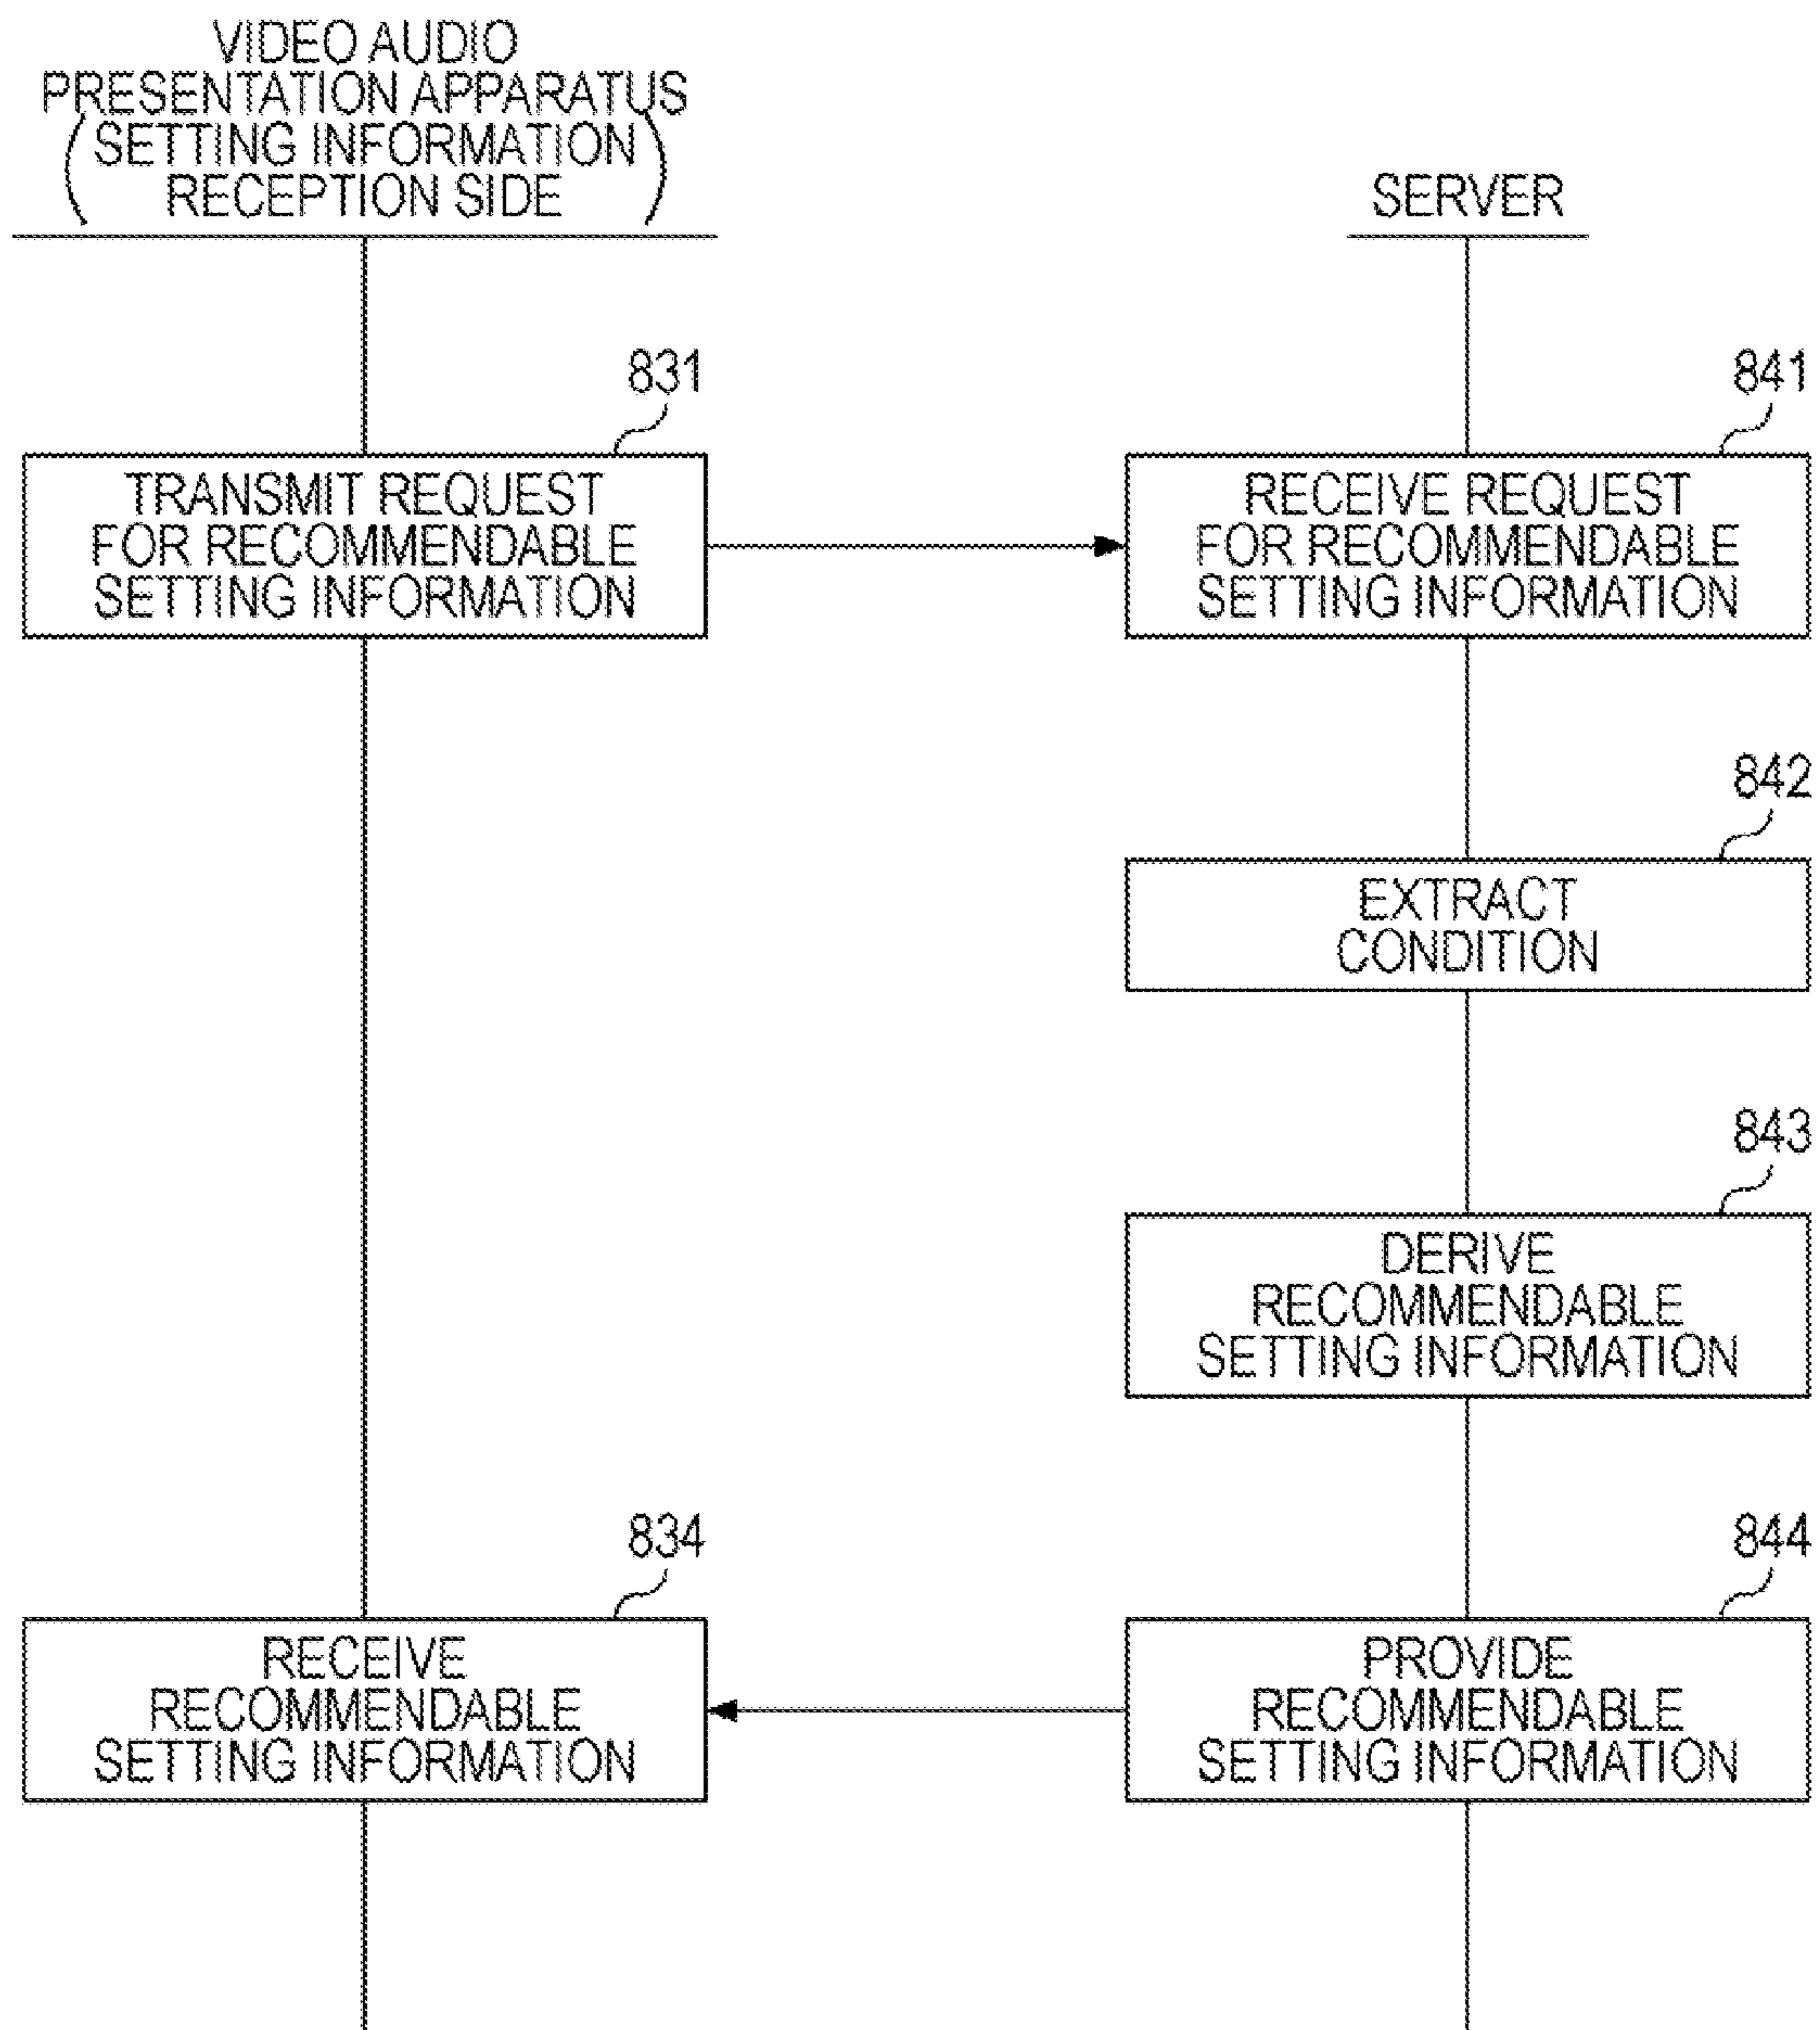 VIDEO AUDIO
PRESENTATION APPARATUS
(SETTING INFORMATION
RECEPTION SIDE)
SERVER
831
841
TRANSMIT REQUEST
FOR RECOMMENDABLE
SETTING INFORMATION
RECEIVE REQUEST
FOR RECOMMENDABLE
SETTING INFORMATION
842
EXTRACT
CONDITION
843
DERIVE
RECOMMENDABLE
SETTING INFORMATION
834
844
RECEIVE
RECOMMENDABLE
SETTING INFORMATION
PROVIDE
RECOMMENDABLE
SETTING INFORMATION